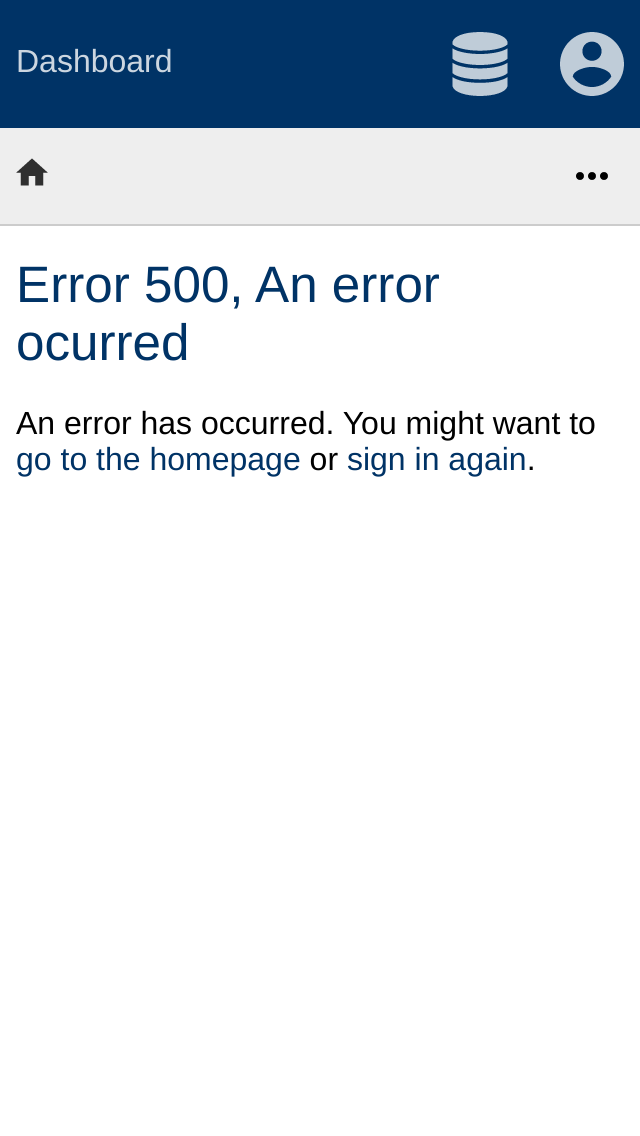 Dashboard
Error 500, An error
ocurred
An error has occurred. You might want to
go to the homepage or sign in again.